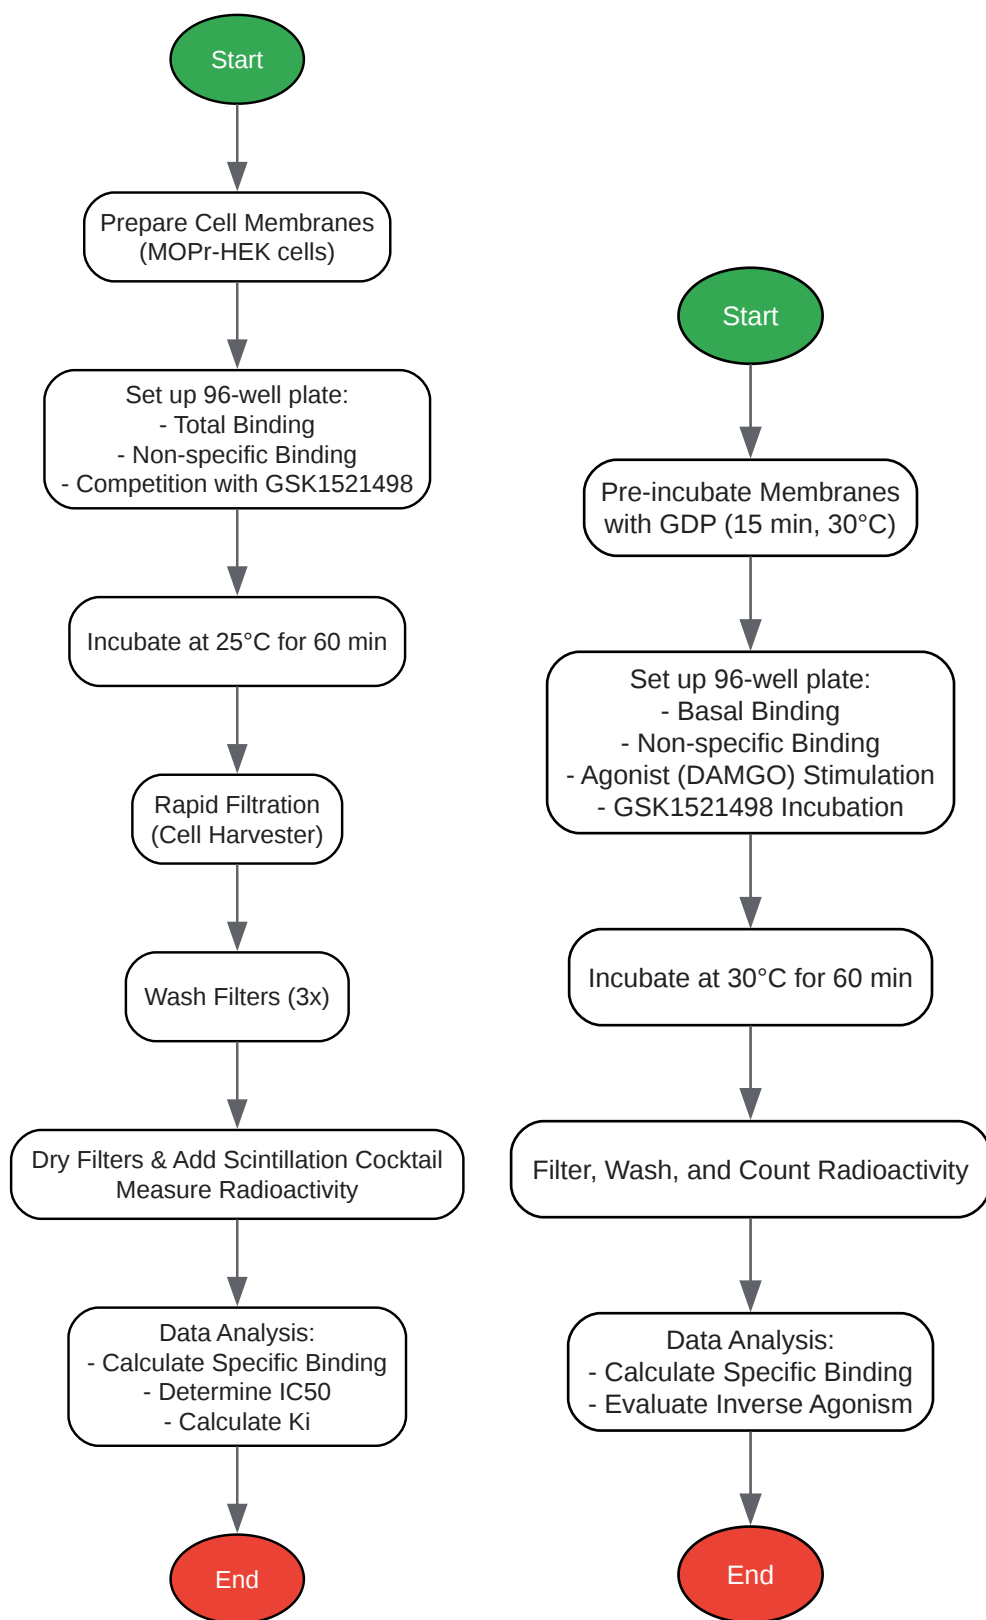 Start
Prepare Cell Membranes
(MOPr-HEK cells)
Set up 96-well plate:
- Total Binding
- Non-specific Binding
- Competition with GSK1521498
Incubate at 25°C for 60 min
Rapid Filtration
(Cell Harvester)
Wash Filters (3x)
Dry Filters & Add Scintillation Cocktail
Measure Radioactivity
Data Analysis:
- Calculate Specific Binding
- Determine IC50
- Calculate Ki
End
Start
Pre-incubate Membranes
with GDP (15 min, 30°C)
Set up 96-well plate:
- Basal Binding
- Non-specific Binding
- Agonist (DAMGO) Stimulation
- GSK1521498 Incubation
Incubate at 30°C for 60 min
Filter, Wash, and Count Radioactivity
Data Analysis:
- Calculate Specific Binding
- Evaluate Inverse Agonism
End